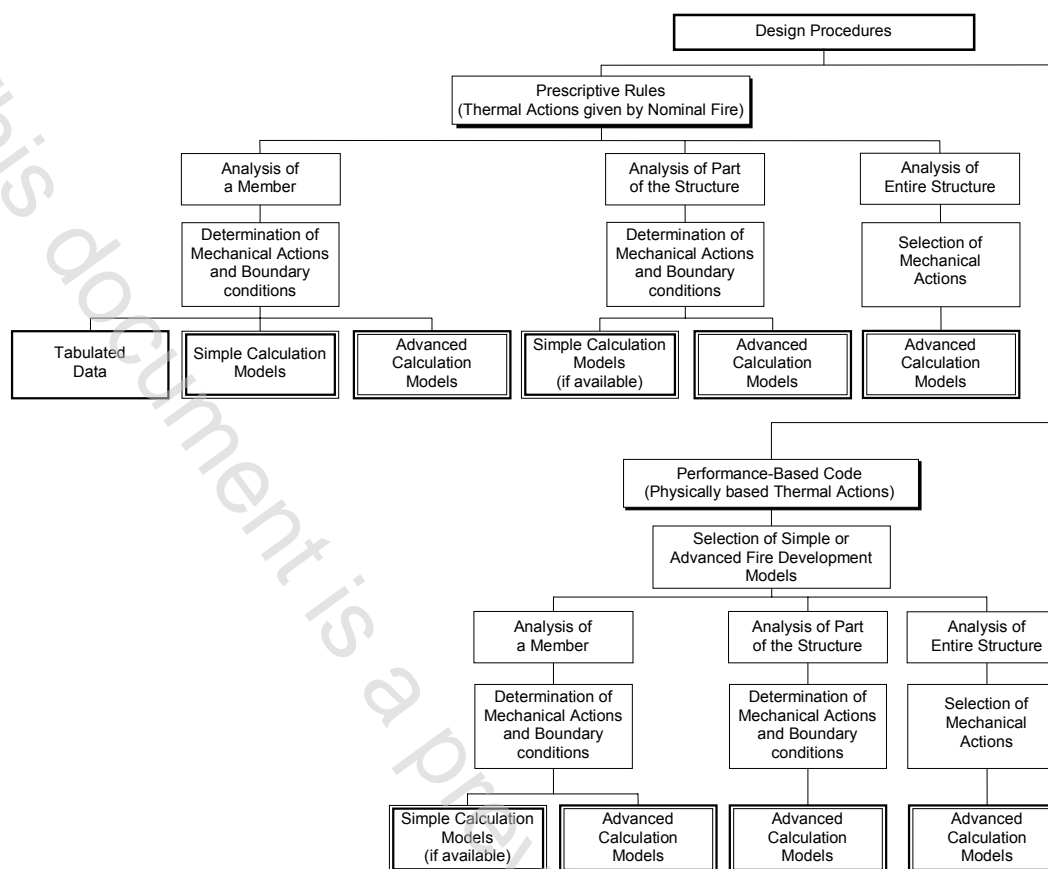 Design Procedures
Prescriptive Rules
(Thermal Actions given by Nominal Fire)
Analysis of
a Member
Analysis of Part
of the Structure
Analysis of
Entire Structure
Determination of
Mechanical Actions
and Boundary
conditions
Determination of
Mechanical Actions
and Boundary
conditions
Selection of
Mechanical
Actions
Tabulated
Data
Simple Calculation
Models
Advanced
Calculation
Models
Simple Calculation
Models
(if available)
Advanced
Calculation
Models
Advanced
Calculation
Models
Performance-Based Code
(Physically based Thermal Actions)
Selection of Simple or
Advanced Fire Development
Models
Analysis of
a Member
Analysis of Part
of the Structure
Analysis of
Entire Structure
Determination of
Mechanical Actions
and Boundary
conditions
Determination of
Mechanical Actions
and Boundary
conditions
Selection of
Mechanical
Actions
Simple Calculation
Models
(if available)
Advanced
Calculation
Models
Advanced
Calculation
Models
Advanced
Calculation
Models
This document is a prev